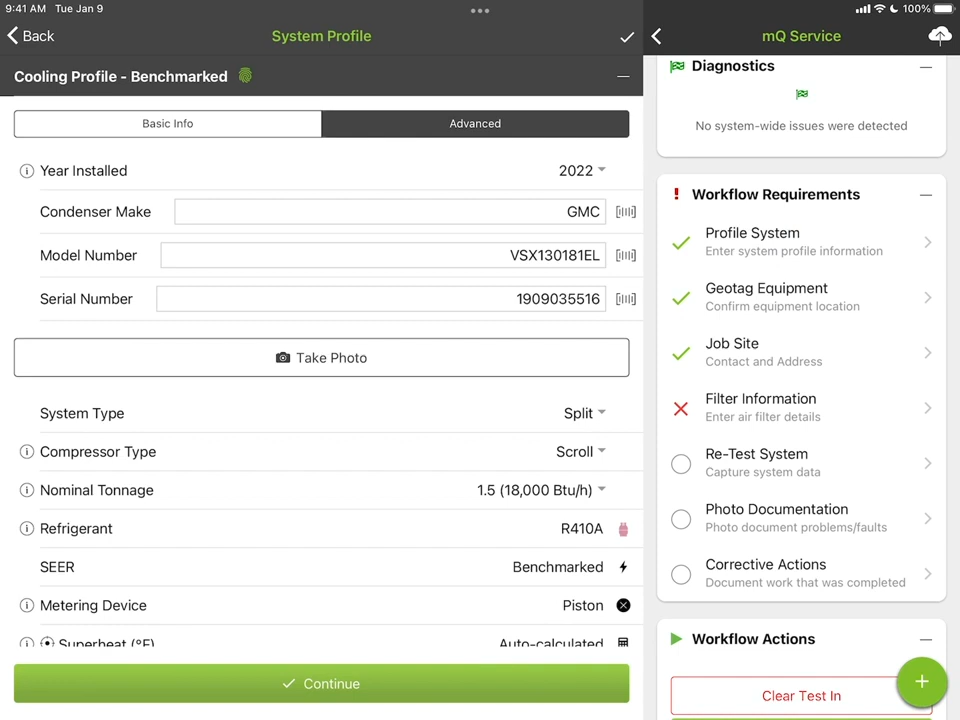 9:41 AM Tue Jan 9
100%
Back
System Profile
mQ Service
Cooling Profile - Benchmarked
Basic Info
Advanced
Year Installed
2022
Condenser Make
GMC
Model Number
VSX130181EL
Serial Number
1909035516
Take Photo
System Type
Split
Compressor Type
Scroll
Nominal Tonnage
1.5 (18,000 Btu/h)
Refrigerant
R410A
SEER
Benchmarked
Metering Device
Piston
Superheat (ºF)
Auto-calculated
Continue
Diagnostics
No system-wide issues were detected
Workflow Requirements
Profile System
Enter system profile information
Geotag Equipment
Confirm equipment location
Job Site
Contact and Address
Filter Information
Enter air filter details
Re-Test System
Capture system data
Photo Documentation
Photo document problems/faults
Corrective Actions
Document work that was completed
Workflow Actions
Clear Test In